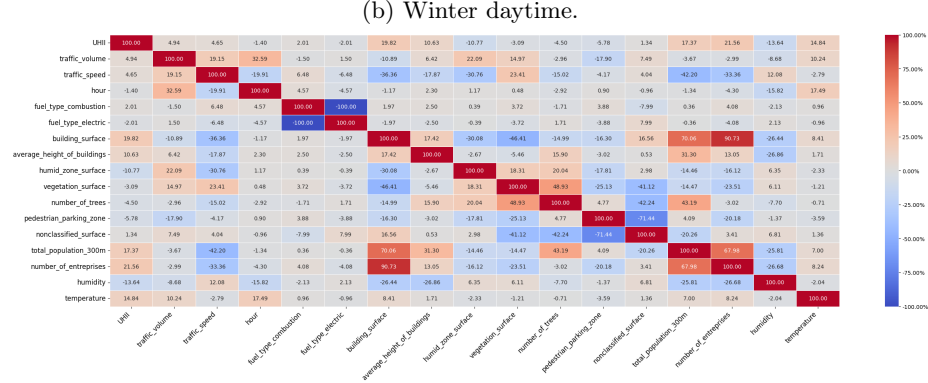 (b) Winter daytime.
UHII 100.00 4.94 4.65 -1.40 2.01 -2.01 19.82 10.63 -10.77 -3.09 -4.50 -5.78 1.34 17.37 21.56 -13.64 14.84
traffic_volume 4.94 100.00 19.15 32.59 -1.50 1.50 -10.89 6.42 22.09 14.97 -2.96 -17.90 7.49 -3.67 -2.99 -8.68 10.24
traffic_speed 4.65 19.15 100.00 -19.91 6.48 -6.48 -36.36 -17.87 -30.76 23.41 -15.02 -4.17 4.04 -42.20 -33.36 12.08 -2.79
hour -1.40 32.59 -19.91 100.00 4.57 -4.57 -1.17 2.30 1.17 0.48 -2.92 0.90 -0.96 -1.34 -4.30 -15.82 17.49
fuel_type_combustion 2.01 -1.50 6.48 4.57 100.00 -100.00 1.97 2.50 0.39 3.72 -1.71 3.88 -7.99 0.36 4.08 -2.13 0.96
fuel_type_electric -2.01 1.50 -6.48 -4.57 -100.00 100.00 -1.97 -2.50 -0.39 -3.72 1.71 -3.88 7.99 -0.36 -4.08 2.13 -0.96
building_surface 19.82 -10.89 -36.36 -1.17 1.97 -1.97 100.00 17.42 -30.08 -46.41 -14.99 -16.30 16.56 70.06 90.73 -26.44 8.41
average_height_of_buildings 10.63 6.42 -17.87 2.30 2.50 -2.50 17.42 100.00 -2.67 -5.46 15.90 -3.02 0.53 31.30 13.05 -26.86 1.71
humid_zone_surface -10.77 22.09 -30.76 1.17 0.39 -0.39 -30.08 -2.67 100.00 18.31 20.04 -17.81 2.98 -14.46 -16.12 6.35 -2.33
vegetation_surface -3.09 14.97 23.41 0.48 3.72 -3.72 -46.41 -5.46 18.31 100.00 48.93 -25.13 -41.12 -14.47 -23.51 6.11 -1.21
number_of_trees -4.50 -2.96 -15.02 -2.92 -1.71 1.71 -14.99 15.90 20.04 48.93 100.00 4.77 -42.24 43.19 -3.02 -7.70 -0.71
pedestrian_parking_zone -5.78 -17.90 -4.17 0.90 3.88 -3.88 -16.30 -3.02 -17.81 -25.13 4.77 100.00 -71.44 4.09 -20.18 -1.37 -3.59
nonclassified_surface 1.34 7.49 4.04 -0.96 -7.99 7.99 16.56 0.53 2.98 -41.12 -42.24 -71.44 100.00 -20.26 3.41 6.81 1.36
total_population_300m 17.37 -3.67 -42.20 -1.34 0.36 -0.36 70.06 31.30 -14.46 -14.47 43.19 4.09 -20.26 100.00 67.98 -25.81 7.00
number_of_entreprises 21.56 -2.99 -33.36 -4.30 4.08 -4.08 90.73 13.05 -16.12 -23.51 -3.02 -20.18 3.41 67.98 100.00 -26.68 8.24
humidity -13.64 -8.68 12.08 -15.82 -2.13 2.13 -26.44 -26.86 6.35 6.11 -7.70 -1.37 6.81 -25.81 -26.68 100.00 -2.04
temperature 14.84 10.24 -2.79 17.49 0.96 -0.96 8.41 1.71 -2.33 -1.21 -0.71 -3.59 1.36 7.00 8.24 -2.04 100.00
UHII
traffic_volume
traffic_speed
hour
fuel_type_combustion
fuel_type_electric
building_surface
average_height_of_buildings
humid_zone_surface
vegetation_surface
number_of_trees
pedestrian_parking_zone
nonclassified_surface
total_population_300m
number_of_entreprises
humidity
temperature
100.00%
75.00%
50.00%
25.00%
0.00%
-25.00%
-50.00%
-75.00%
-100.00%